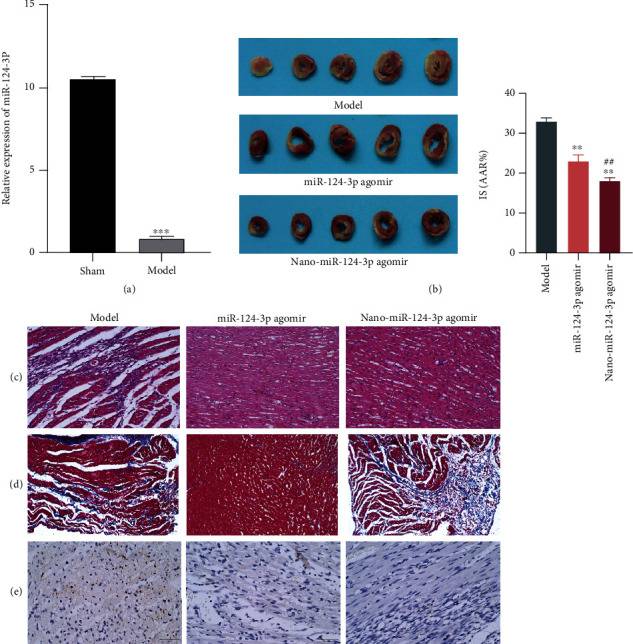 15
10
5
0
Relative expression of miR-124-3P
***
Sham
Model
(a)
Model
miR-124-3p agomir
Nano-miR-124-3p agomir
(b)
40
30
20
10
0
IS (AAR%)
**
##
**
Model
miR-124-3p agomir
Nano-miR-124-3p agomir
Model
miR-124-3p agomir
Nano-miR-124-3p agomir
(c)
(d)
(e)